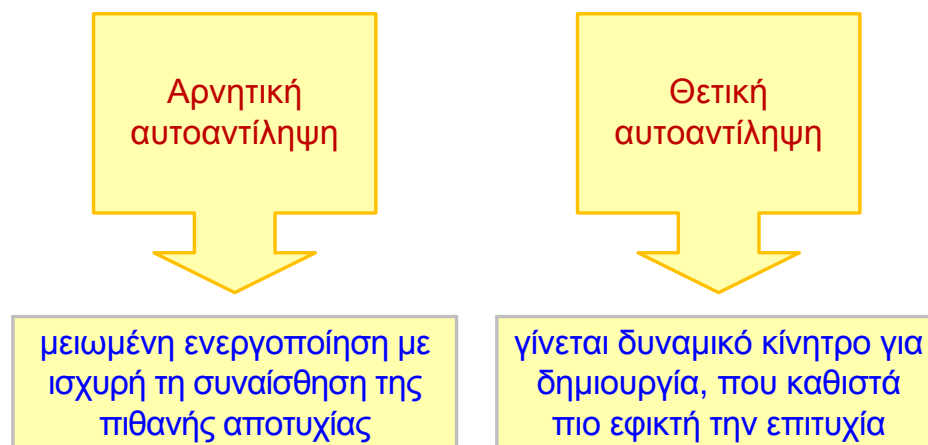 Αρνητική
αυτοαντίληψη
Θετική
αυτοαντίληψη
μειωμένη ενεργοποίηση με
ισχυρή τη συναίσθηση της
πιθανής αποτυχίας
γίνεται δυναμικό κίνητρο για
δημιουργία, που καθιστά
πιο εφικτή την επιτυχία